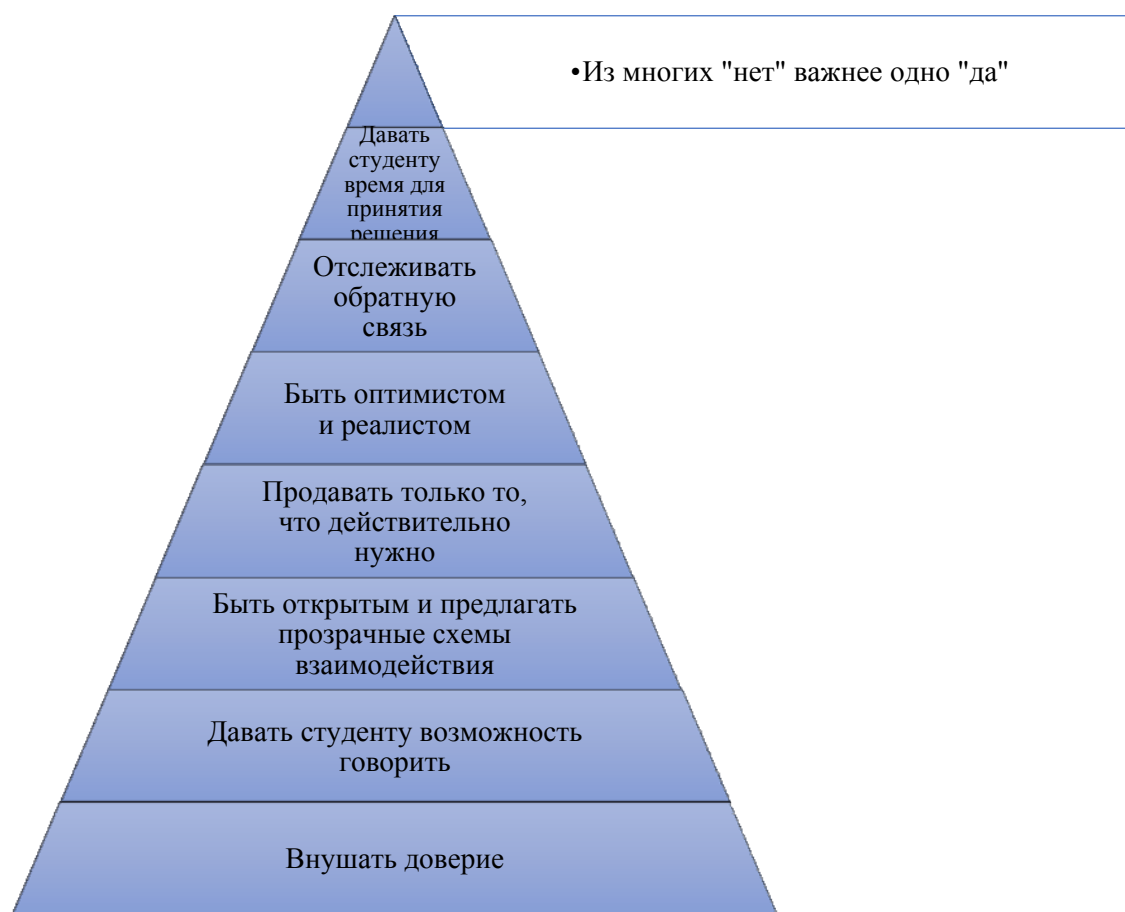 •Из многих "нет" важнее одно "да"
Давать
студенту
время для
принятия
решения
Отслеживать
обратную
связь
Быть оптимистом
и реалистом
Продавать только то,
что действительно
нужно
Быть открытым и предлагать
прозрачные схемы
взаимодействия
Давать студенту возможность
говорить
Внушать доверие